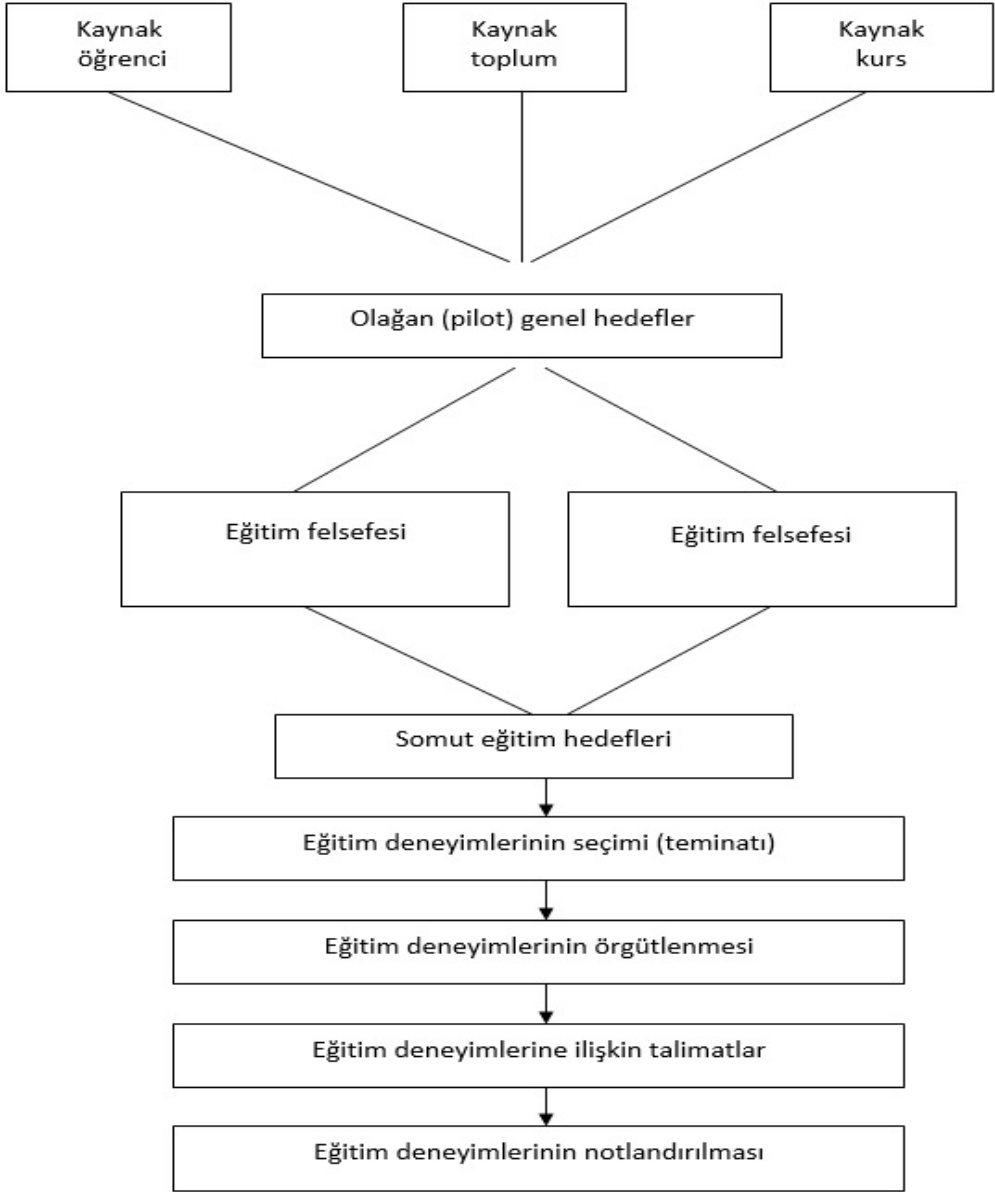 Kaynak
öğrenci
Kaynak
toplum
Kaynak
kurs
Olağan (pilot) genel hedefler
Eğitim felsefesi
Eğitim felsefesi
Somut eğitim hedefleri
Eğitim deneyimlerinin seçimi (teminatı)
Eğitim deneyimlerinin örgütlenmesi
Eğitim deneyimlerine ilişkin talimatlar
Eğitim deneyimlerinin notlandırılması